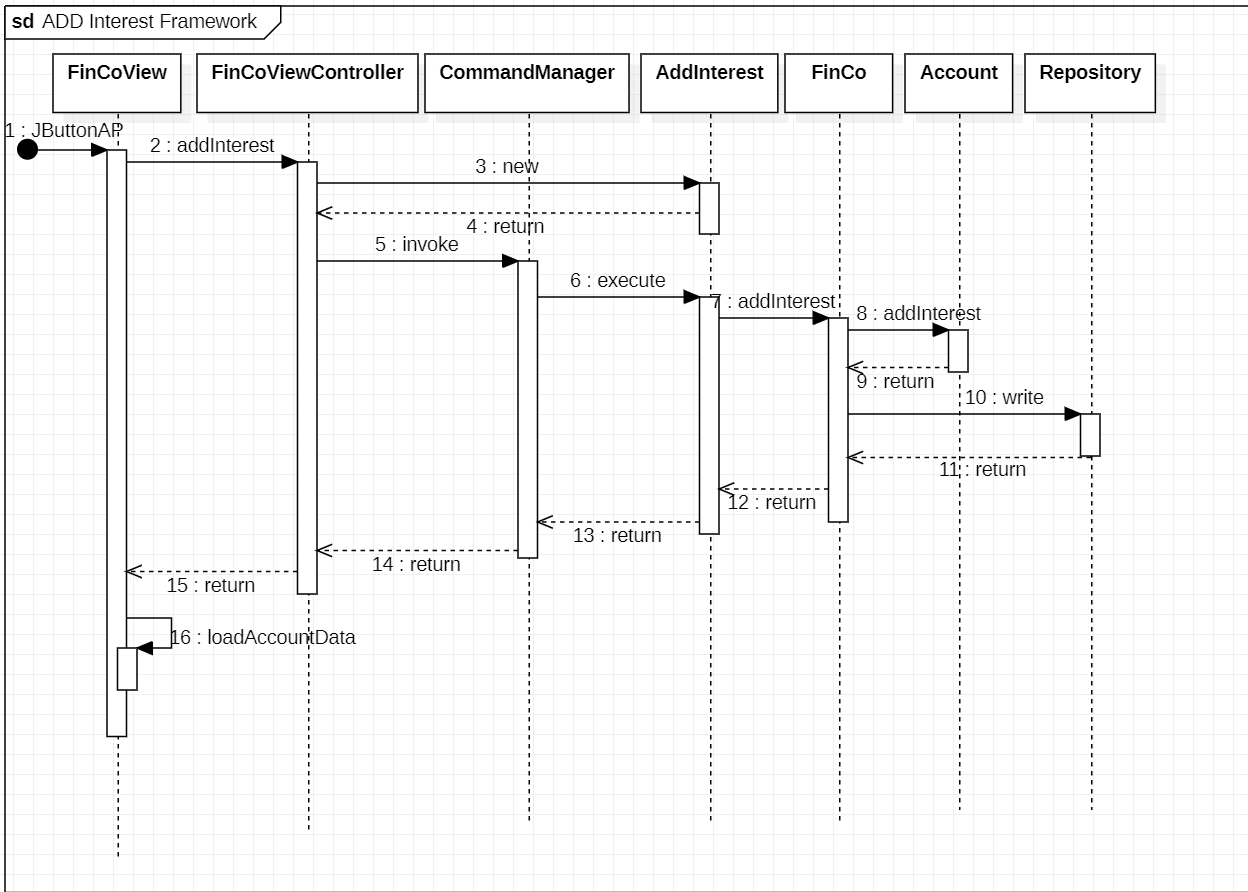 sd ADD Interest Framework
FinCoView
FinCoViewController
CommandManager
AddInterest
FinCo
Account
Repository
1 : JButtonAP
2 : addInterest
3 : new
4 : return
5 : invoke
6 : execute
7 : addInterest
8 : addInterest
9 : return
10 : write
11 : return
12 : return
13 : return
14 : return
15 : return
16 : loadAccountData